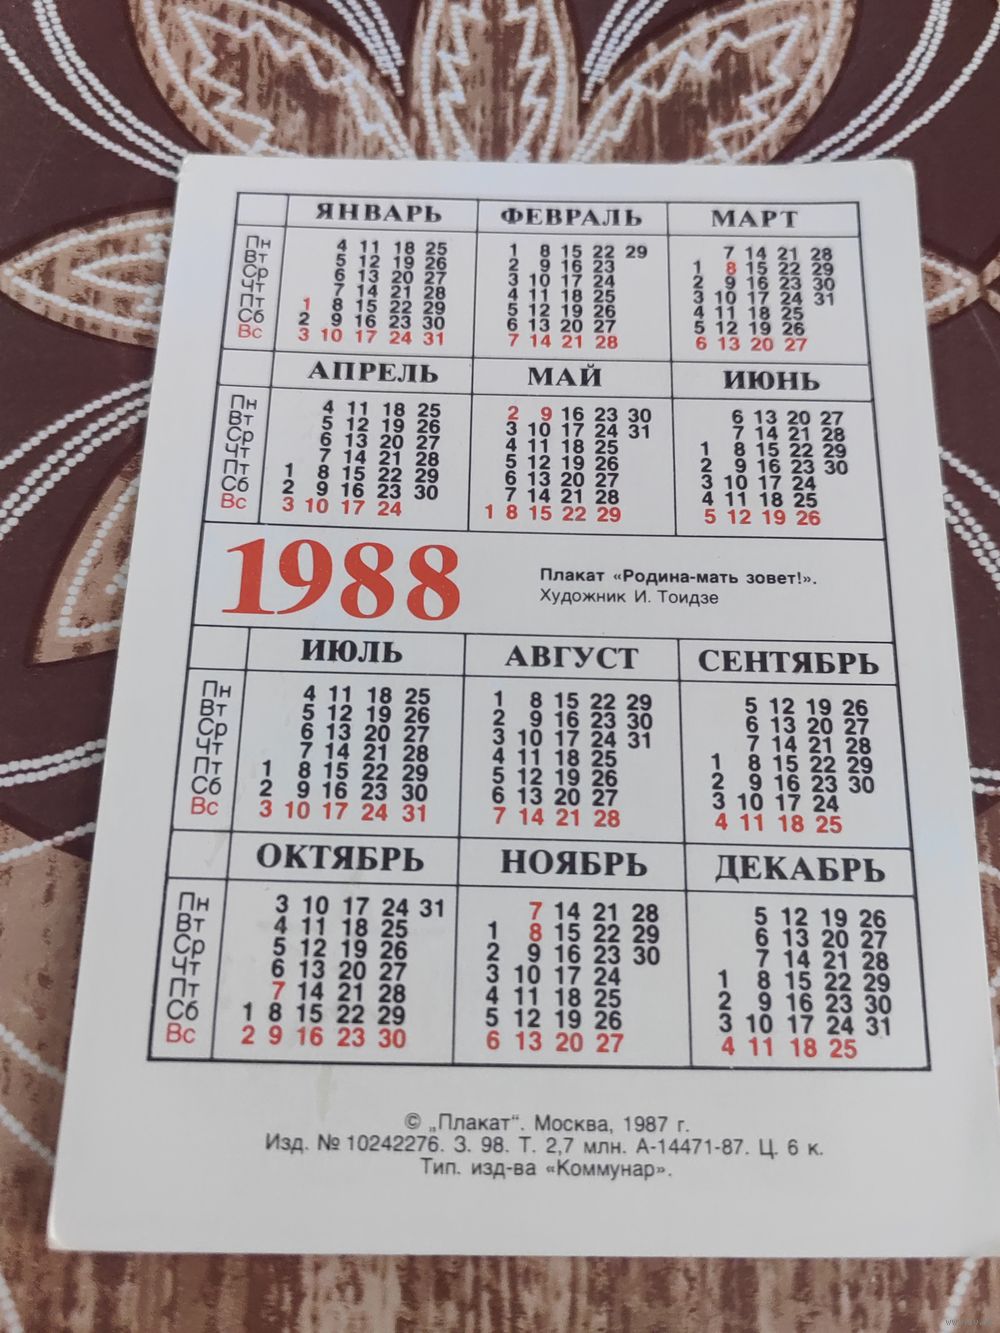 ЯНВАРЬ ФЕВРАЛЬ МАРТ
Пн 4 11 18 25 1 8 15 22 29 7 14 21 28
Вт 5 12 19 26 2 9 16 23 1 8 15 22 29
Ср 6 13 20 27 3 10 17 24 2 9 16 23 30
Чт 7 14 21 28 4 11 18 25 3 10 17 24 31
Пт 1 8 15 22 29 5 12 19 26 4 11 18 25
Сб 2 9 16 23 30 6 13 20 27 5 12 19 26
Вс 3 10 17 24 31 7 14 21 28 6 13 20 27
АПРЕЛЬ МАЙ ИЮНЬ
Пн 4 11 18 25 2 9 16 23 30 6 13 20 27
Вт 5 12 19 26 3 10 17 24 31 7 14 21 28
Ср 6 13 20 27 4 11 18 25 1 8 15 22 29
Чт 7 14 21 28 5 12 19 26 2 9 16 23 30
Пт 1 8 15 22 29 6 13 20 27 3 10 17 24
Сб 2 9 16 23 30 7 14 21 28 4 11 18 25
Вс 3 10 17 24 1 8 15 22 29 5 12 19 26
1988
Плакат «Родина-мать зовет!».
Художник И. Тоидзе
ИЮЛЬ АВГУСТ СЕНТЯБРЬ
Пн 4 11 18 25 1 8 15 22 29 5 12 19 26
Вт 5 12 19 26 2 9 16 23 30 6 13 20 27
Ср 6 13 20 27 3 10 17 24 31 7 14 21 28
Чт 7 14 21 28 4 11 18 25 1 8 15 22 29
Пт 1 8 15 22 29 5 12 19 26 2 9 16 23 30
Сб 2 9 16 23 30 6 13 20 27 3 10 17 24
Вс 3 10 17 24 31 7 14 21 28 4 11 18 25
ОКТЯБРЬ НОЯБРЬ ДЕКАБРЬ
Пн 3 10 17 24 31 7 14 21 28 5 12 19 26
Вт 4 11 18 25 1 8 15 22 29 6 13 20 27
Ср 5 12 19 26 2 9 16 23 30 7 14 21 28
Чт 6 13 20 27 3 10 17 24 1 8 15 22 29
Пт 7 14 21 28 4 11 18 25 2 9 16 23 30
Сб 1 8 15 22 29 5 12 19 26 3 10 17 24 31
Вс 2 9 16 23 30 6 13 20 27 4 11 18 25
© „Плакат“. Москва, 1987 г.
Изд. № 10242276. З. 98. Т. 2,7 млн. А-14471-87. Ц. 6 к.
Тип. изд-ва «Коммунар».